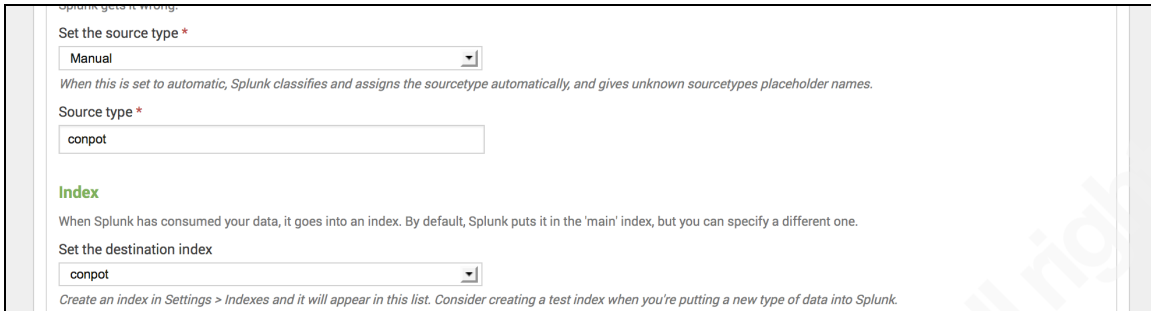 Splunk gets it wrong.
Set the source type *
Manual
When this is set to automatic, Splunk classifies and assigns the sourcetype automatically, and gives unknown sourcetypes placeholder names.
Source type *
conpot
Index
When Splunk has consumed your data, it goes into an index. By default, Splunk puts it in the 'main' index, but you can specify a different one.
Set the destination index
conpot
Create an index in Settings > Indexes and it will appear in this list. Consider creating a test index when you're putting a new type of data into Splunk.